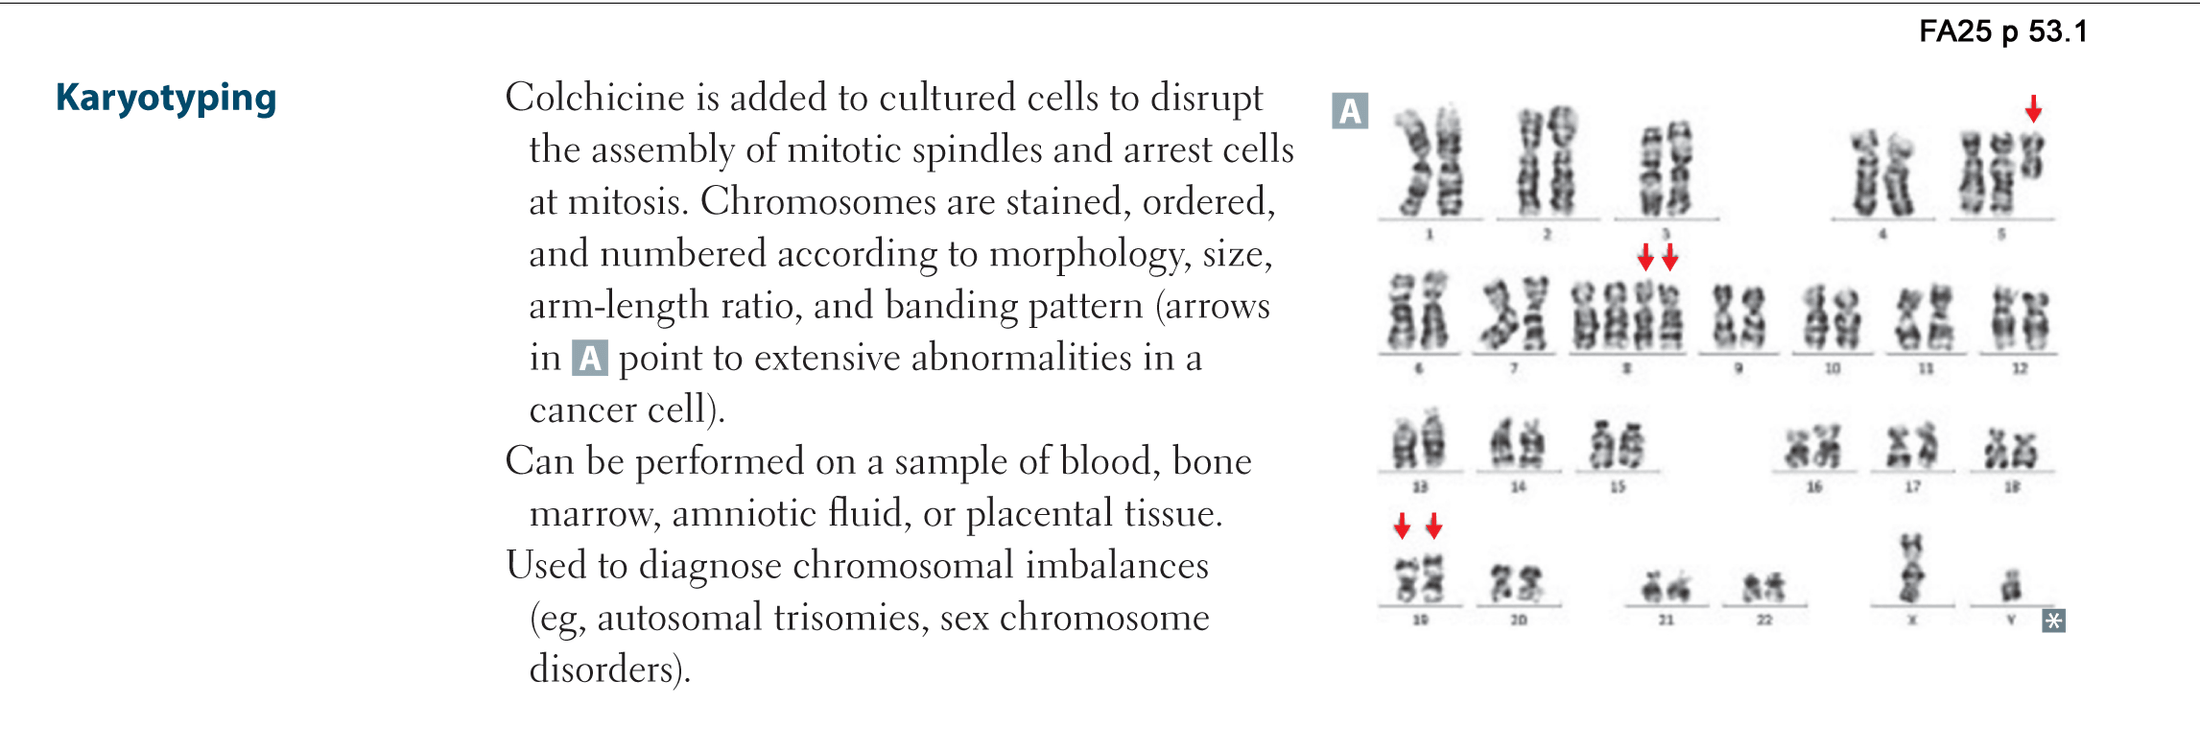 FA25 p 53.1
Karyotyping
Colchicine is added to cultured cells to disrupt
the assembly of mitotic spindles and arrest cells
at mitosis. Chromosomes are stained, ordered,
and numbered according to morphology, size,
arm-length ratio, and banding pattern (arrows
in A point to extensive abnormalities in a
cancer cell).
Can be performed on a sample of blood, bone
marrow, amniotic fluid, or placental tissue.
Used to diagnose chromosomal imbalances
(eg, autosomal trisomies, sex chromosome
disorders).
A
1 2 3 4 5
6 7 8 9 10 11 12
13 14 15 16 17 18
19 20 21 22 X Y
*